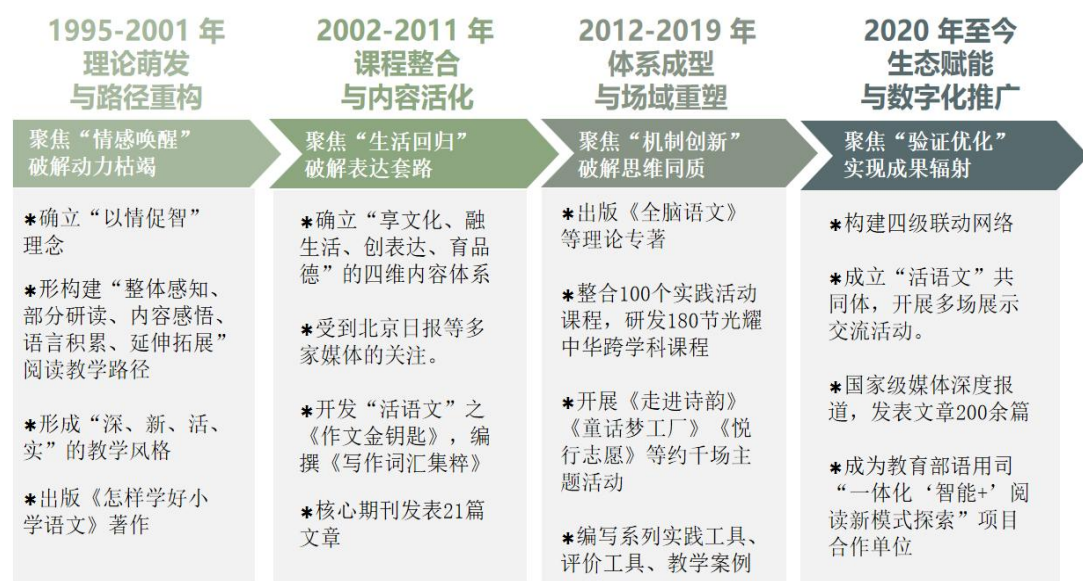 1995-2001 年
理论萌发
与路径重构
聚焦“情感唤醒”
破解动力枯竭
✱确立“以情促智”
理念
✱形构建“整体感知、
部分研读、内容感悟、
语言积累、延伸拓展”
阅读教学路径
✱形成“深、新、活、
实”的教学风格
✱出版《怎样学好小
学语文》著作
2002-2011 年
课程整合
与内容活化
聚焦“生活回归”
破解表达套路
✱确立“享文化、融
生活、创表达、育品
德”的四维内容体系
✱受到北京日报等多
家媒体的关注。
✱开发“活语文”之
《作文金钥匙》，编
撰《写作词汇集粹》
✱核心期刊发表21篇
文章
2012-2019 年
体系成型
与场域重塑
聚焦“机制创新”
破解思维同质
✱出版《全脑语文》
等理论专著
✱整合100个实践活动
课程，研发180节光耀
中华跨学科课程
✱开展《走进诗韵》
《童话梦工厂》《悦
行志愿》等约千场主
题活动
✱编写系列实践工具、
评价工具、教学案例
2020 年至今
生态赋能
与数字化推广
聚焦“验证优化”
实现成果辐射
✱构建四级联动网络
✱成立“活语文”共
同体，开展多场展示
交流活动。
✱国家级媒体深度报
道，发表文章200余篇
✱成为教育部语用司
“一体化‘智能+’阅
读新模式探索”项目
合作单位